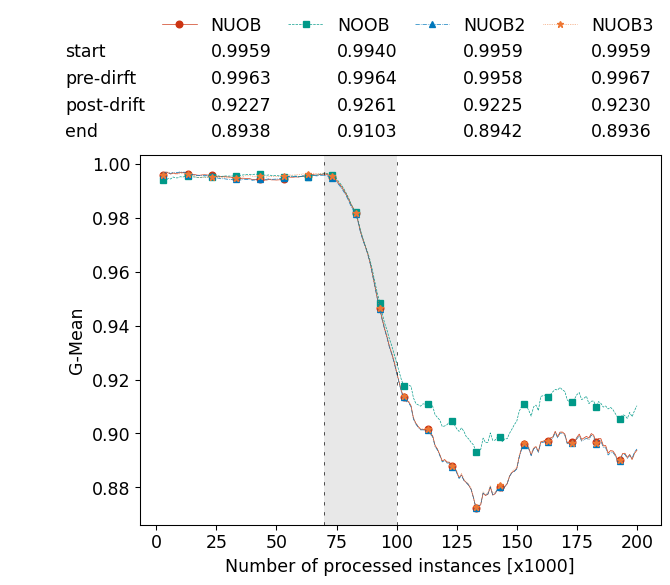 NUOB NOOB NUOB2 NUOB3
start 0.9959 0.9940 0.9959 0.9959
pre-dirft 0.9963 0.9964 0.9958 0.9967
post-drift 0.9227 0.9261 0.9225 0.9230
end 0.8938 0.9103 0.8942 0.8936
1.00
0.98
0.96
0.94
0.92
0.90
0.88
G-Mean
0 25 50 75 100 125 150 175 200
Number of processed instances [x1000]